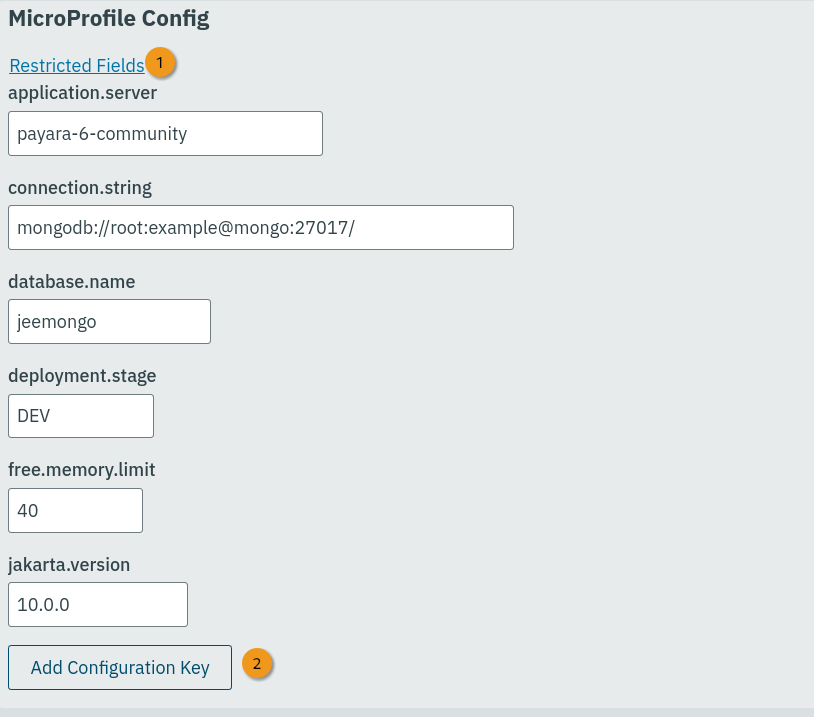 MicroProfile Config
Restricted Fields 1
application.server
payara-6-community
connection.string
mongodb://root:example@mongo:27017/
database.name
jeemongo
deployment.stage
DEV
free.memory.limit
40
jakarta.version
10.0.0
Add Configuration Key 2